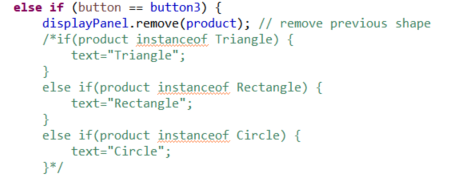 else if (button == button3) {
displayPanel.remove(product); // remove previous shape
/*if(product instanceof Triangle) {
text="Triangle";
}
else if(product instanceof Rectangle) {
text="Rectangle";
}
else if(product instanceof Circle) {
text="Circle";
}*/